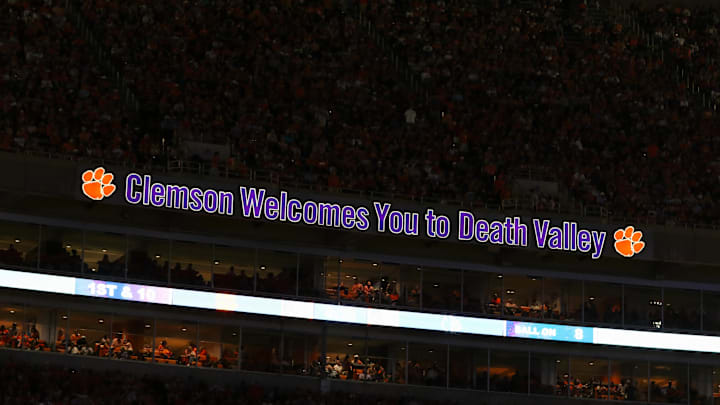 Clemson Welcomes You to Death Valley
1ST & 10
BALL ON